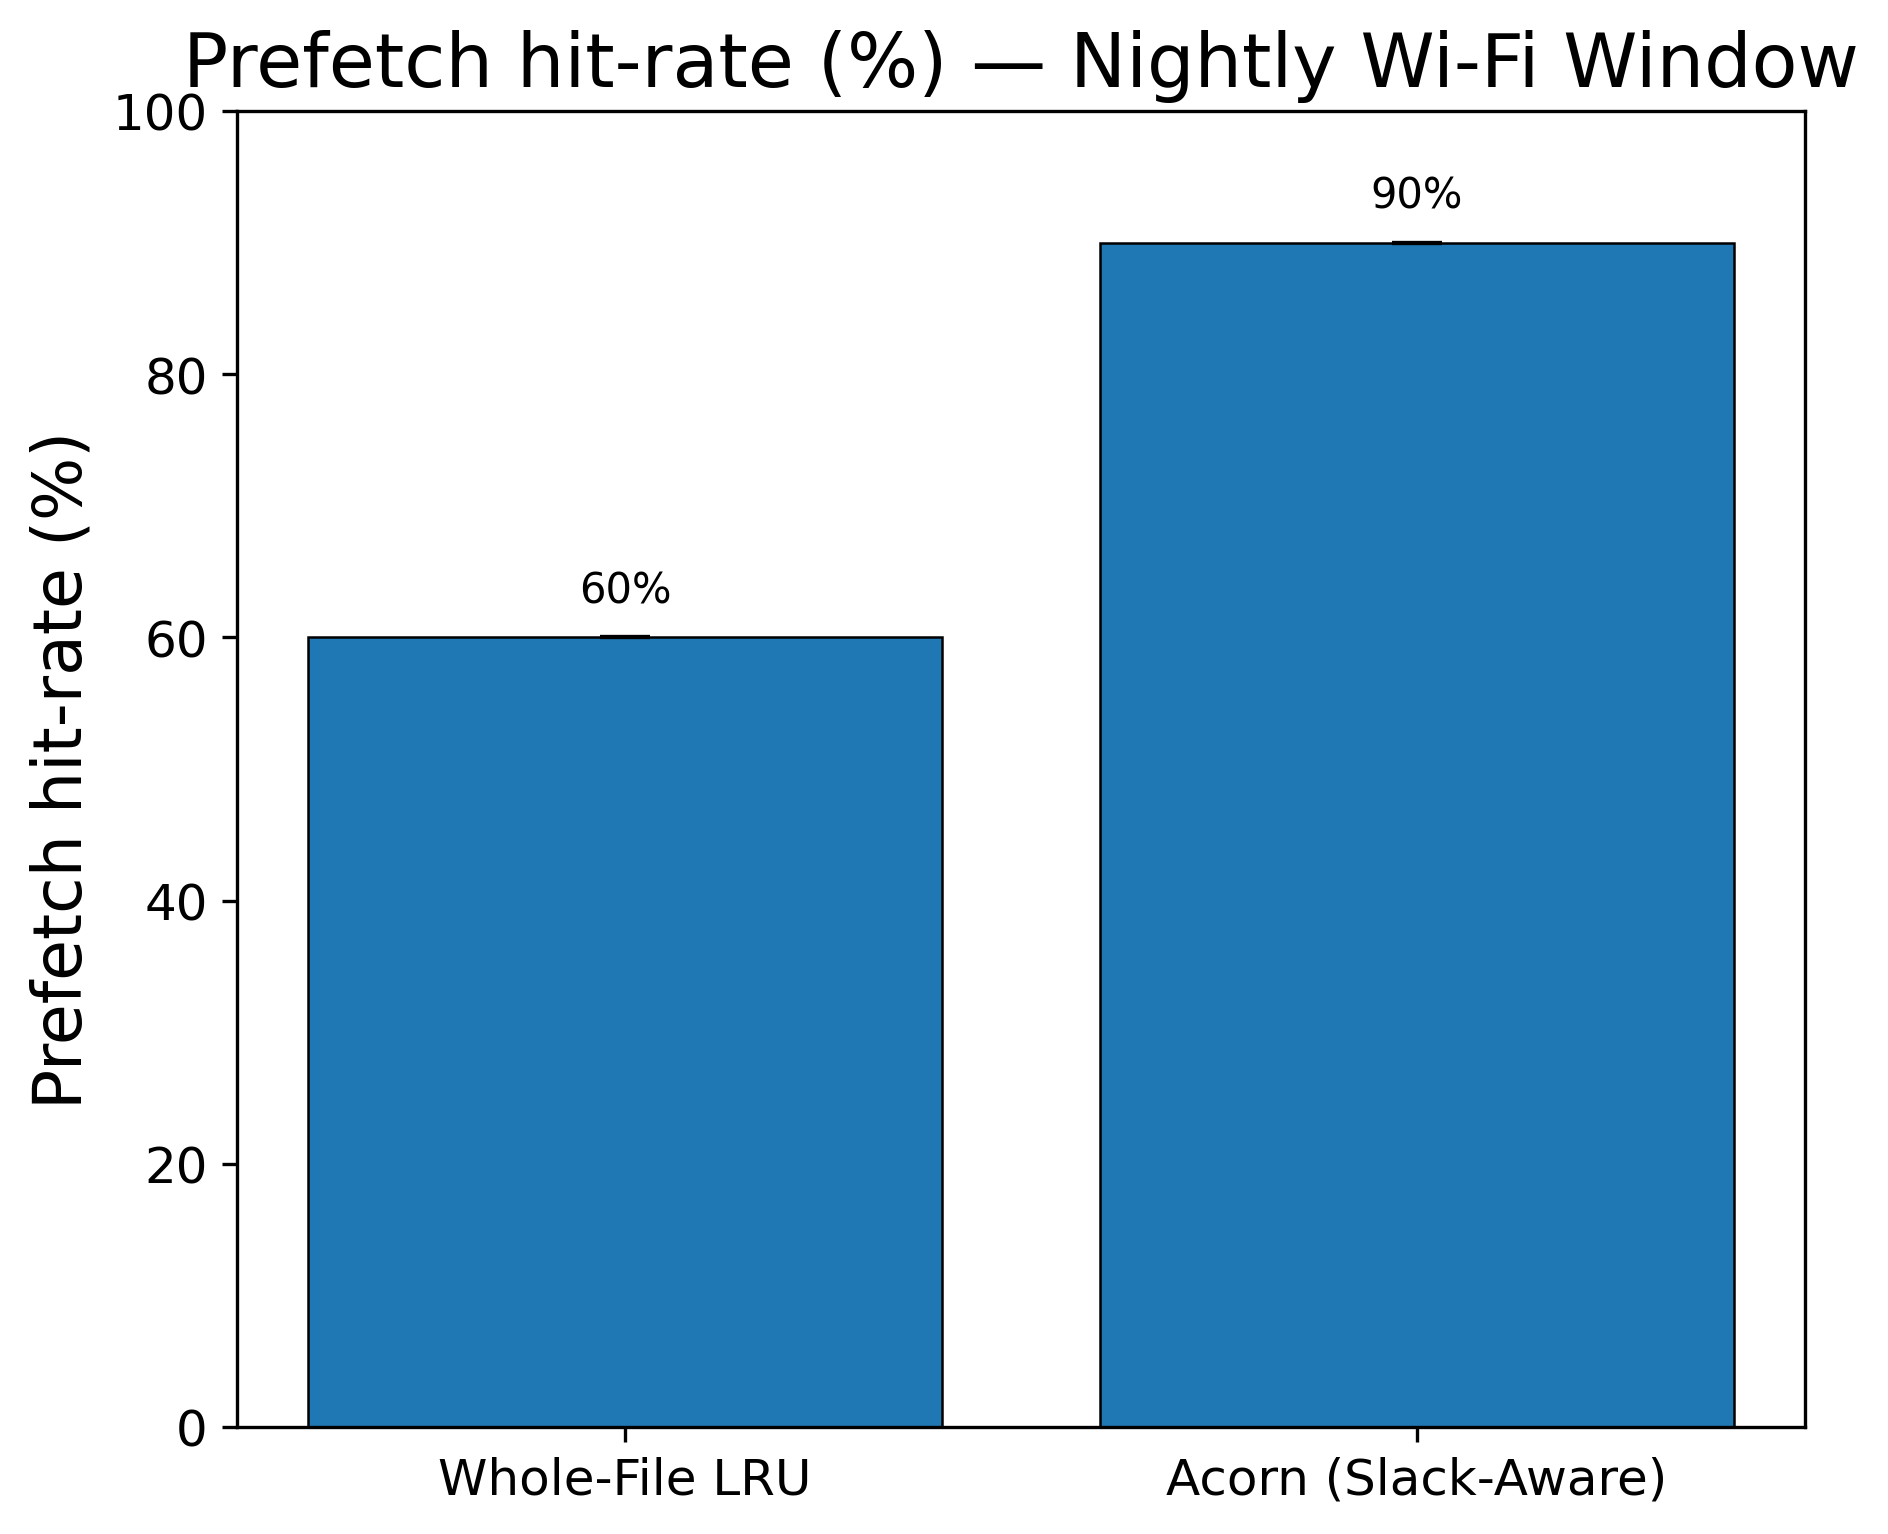 Prefetch hit-rate (%) — Nightly Wi-Fi Window
Prefetch hit-rate (%)
100
80
60
40
20
0
60%
90%
Whole-File LRU
Acorn (Slack-Aware)